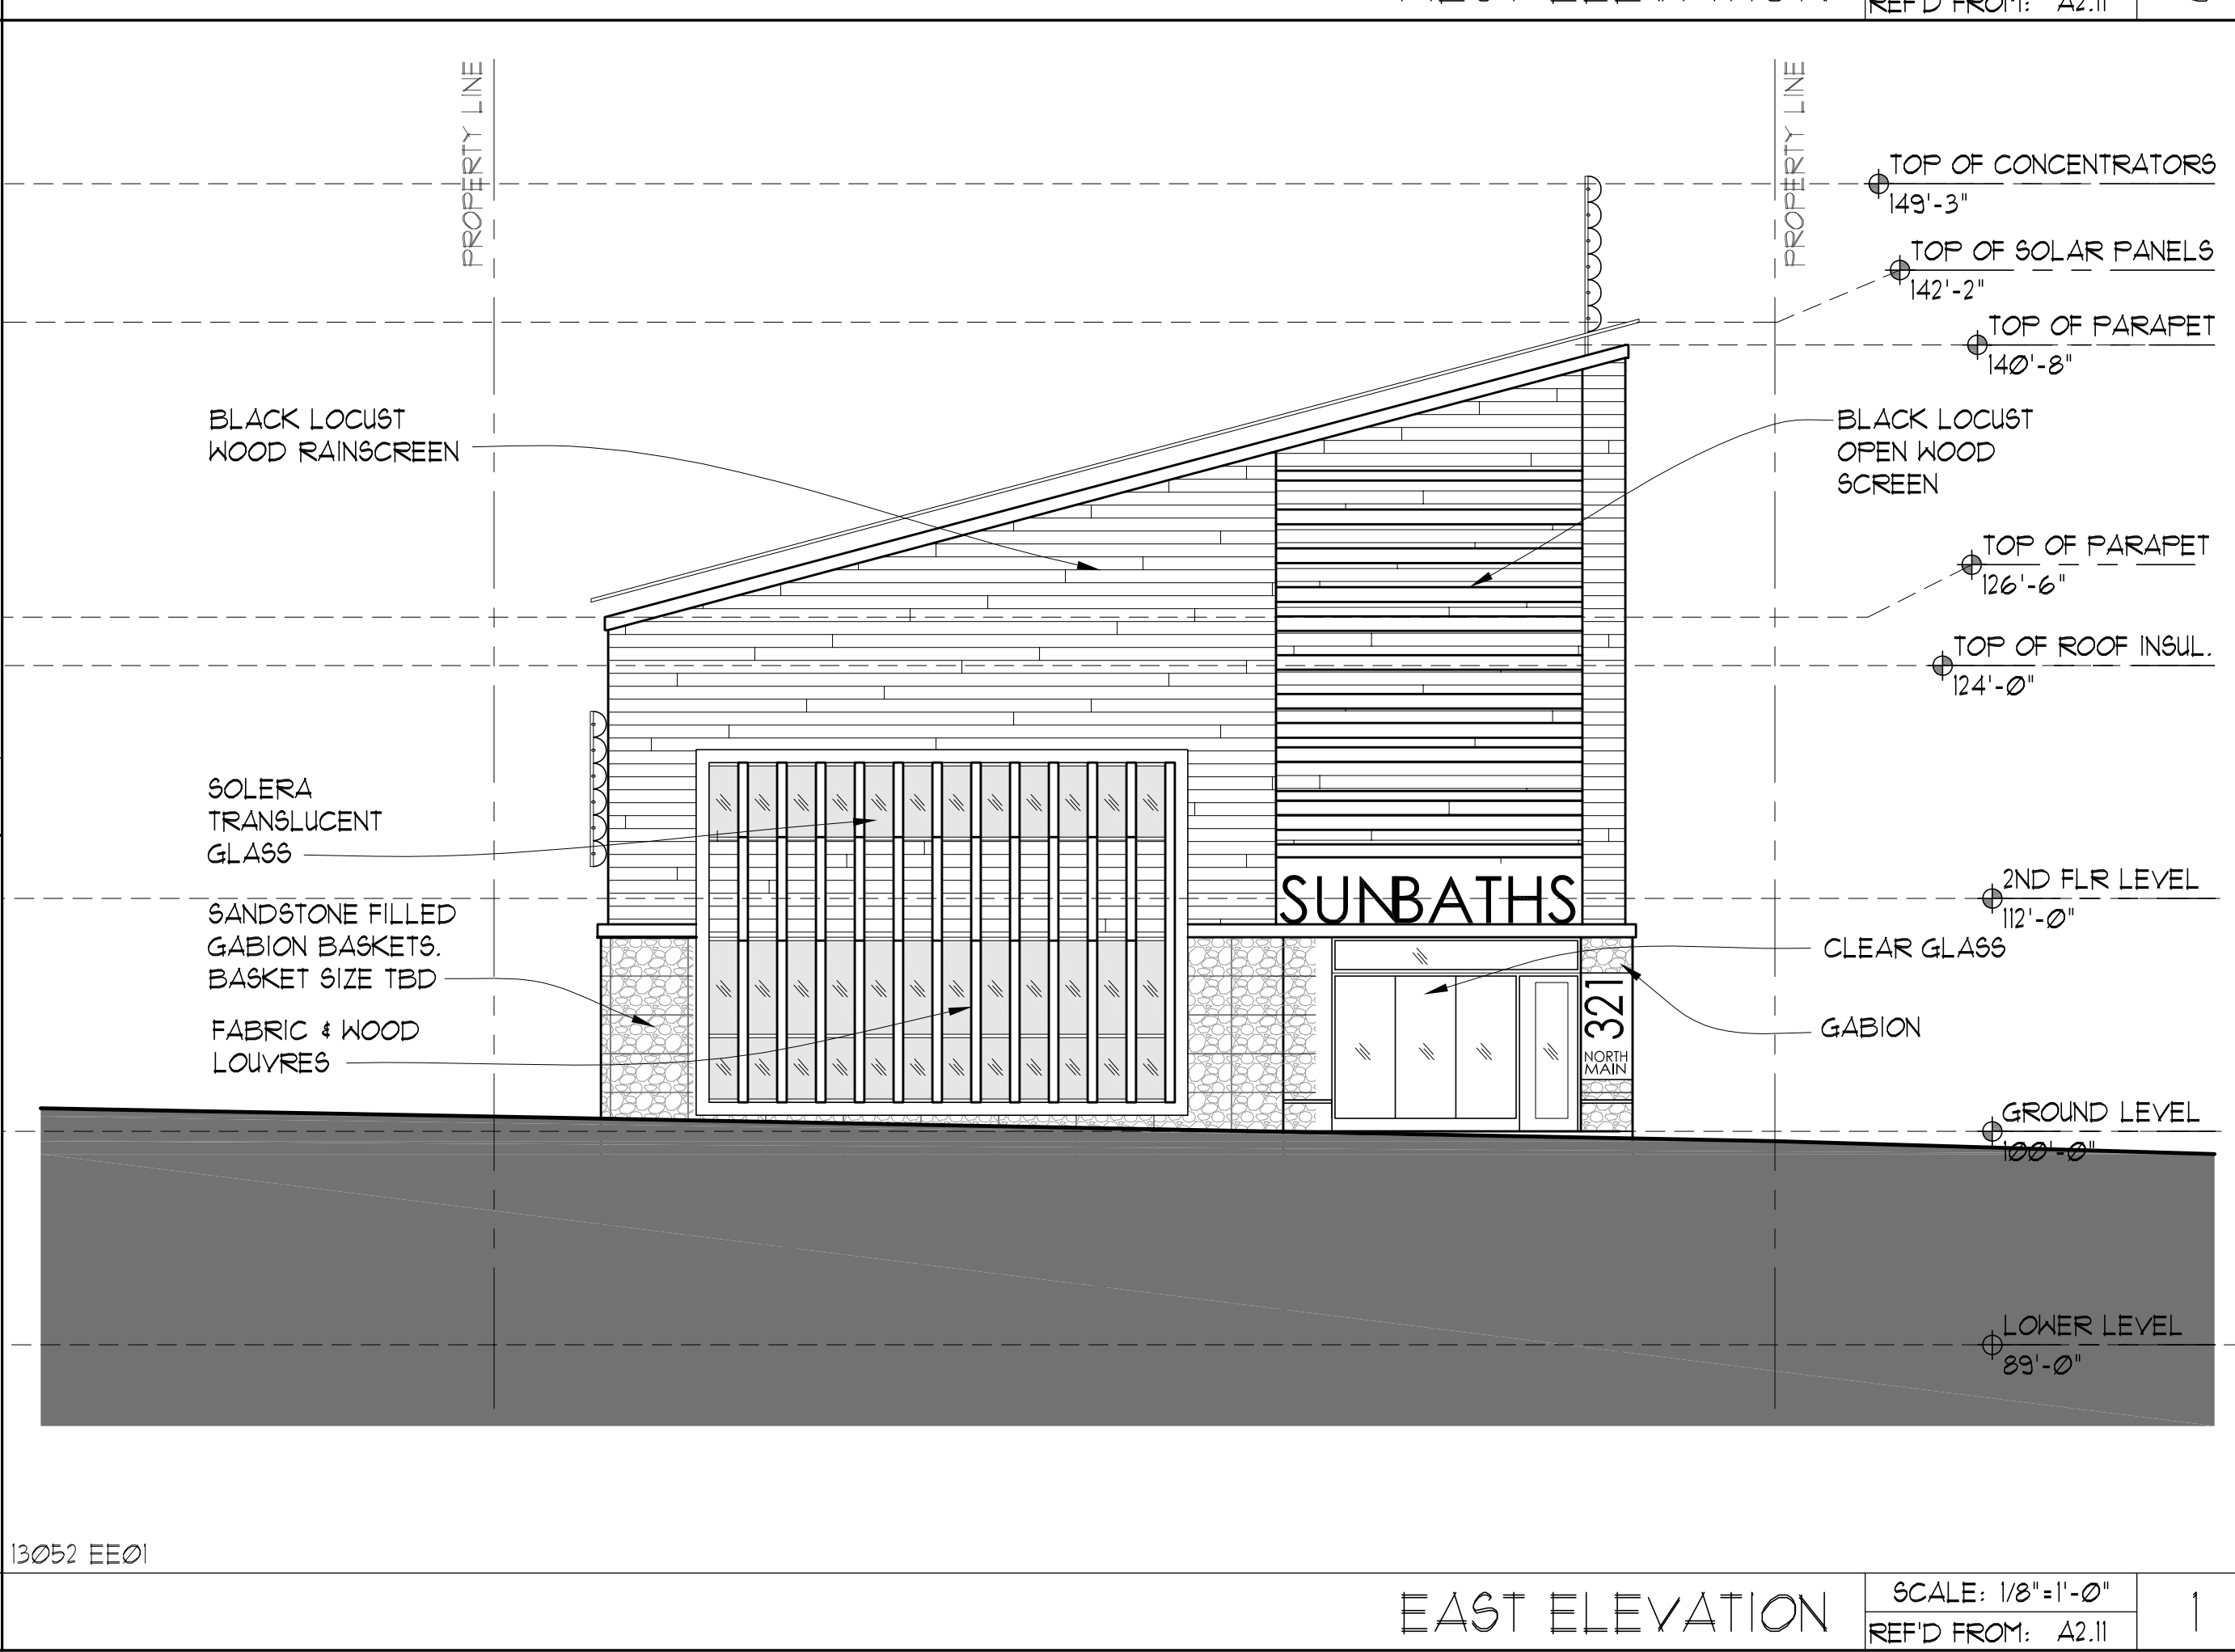 REF'D FROM: A2.11
PROPERTY LINE
PROPERTY LINE
TOP OF CONCENTRATORS
149'-3"
TOP OF SOLAR PANELS
142'-2"
TOP OF PARAPET
140'-8"
BLACK LOCUST
WOOD RAINSCREEN
BLACK LOCUST
OPEN WOOD
SCREEN
TOP OF PARAPET
126'-6"
TOP OF ROOF INSUL.
124'-0"
SOLERA
TRANSLUCENT
GLASS
SANDSTONE FILLED
GABION BASKETS.
BASKET SIZE TBD
FABRIC & WOOD
LOUVRES
SUNBATHS
2ND FLR LEVEL
112'-0"
CLEAR GLASS
GABION
321
NORTH
MAIN
GROUND LEVEL
100'-0"
LOWER LEVEL
89'-0"
13052 EE01
EAST ELEVATION
SCALE: 1/8"=1'-0"
REF'D FROM: A2.11
1